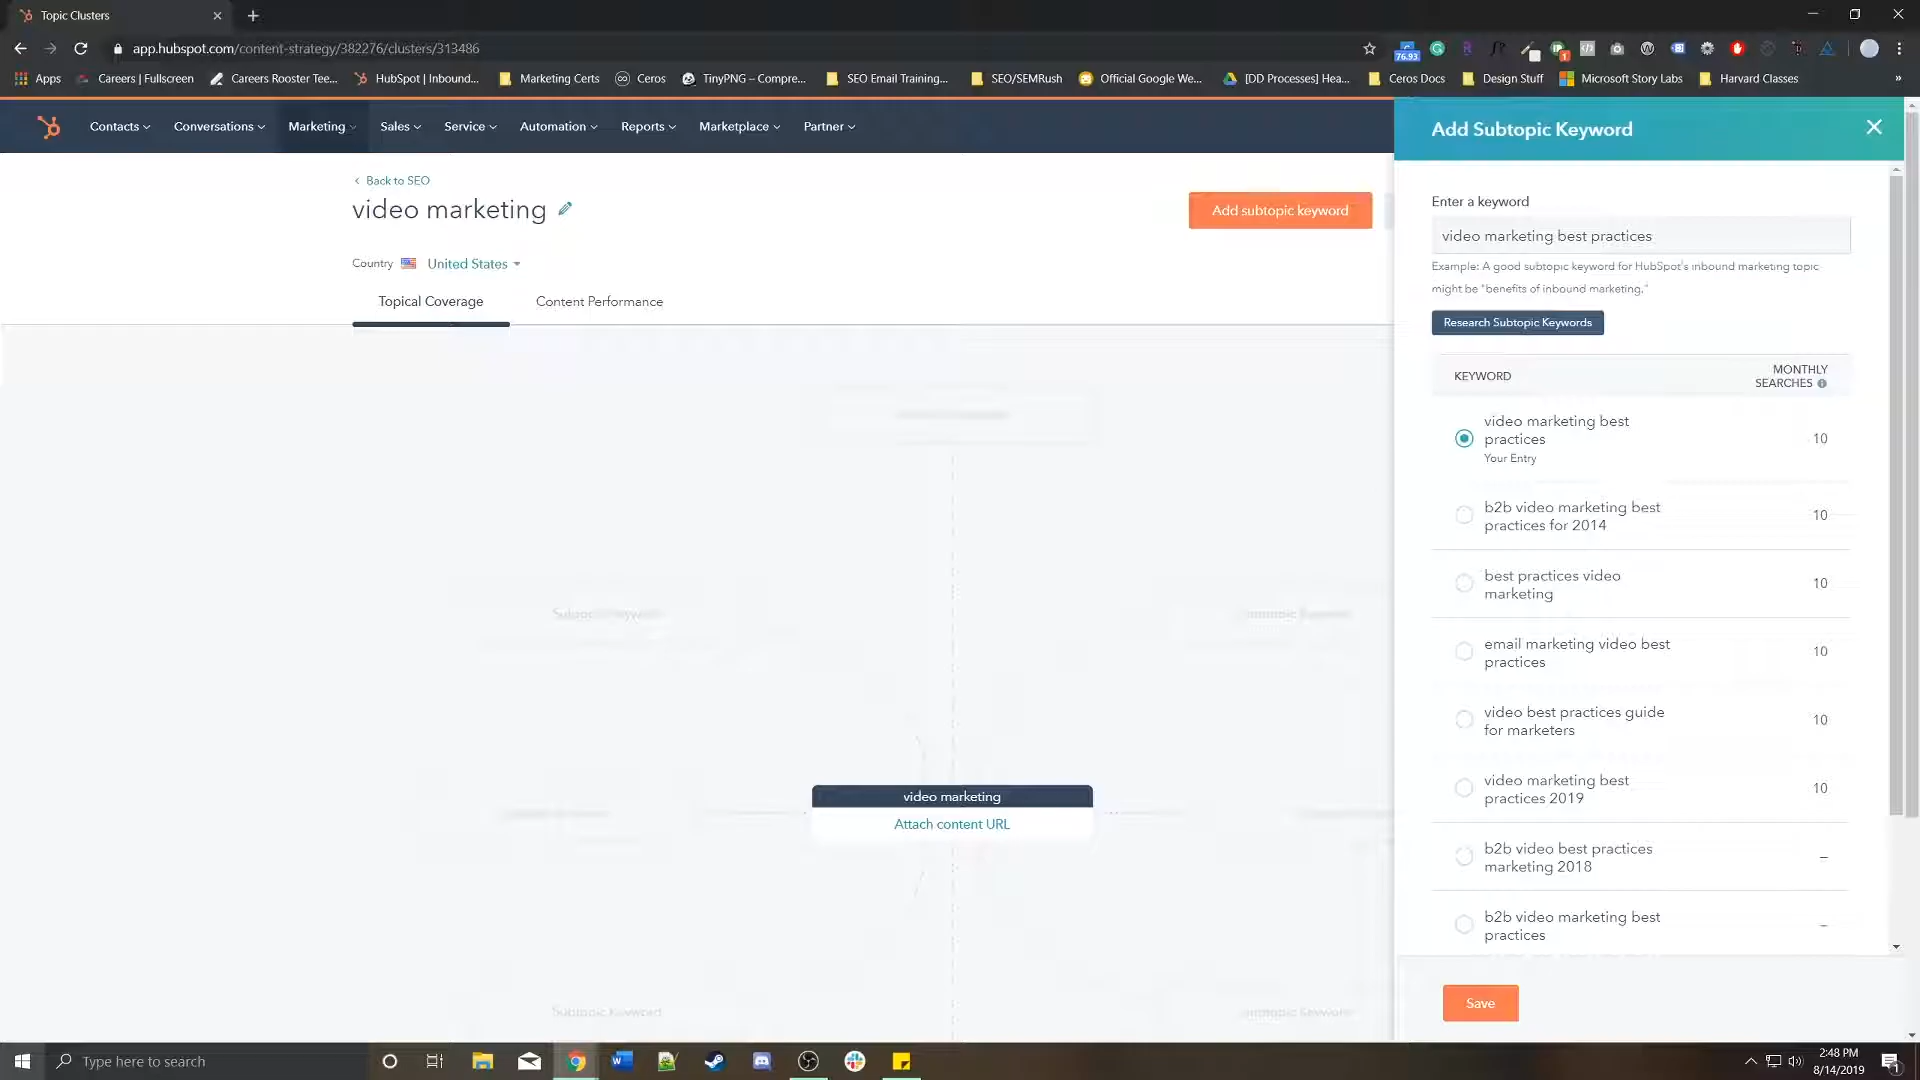 Topic Clusters
app.hubspot.com/content-strategy/382276/clusters/313486
76.93
Apps
Careers | Fullscreen
Careers Rooster Tee...
HubSpot | Inbound...
Marketing Certs
Ceros
TinyPNG – Compre...
SEO Email Training...
SEO/SEMRush
Official Google We...
[DD Processes] Hea...
Ceros Docs
Design Stuff
Microsoft Story Labs
Harvard Classes
»
Contacts
Conversations
Marketing
Sales
Service
Automation
Reports
Marketplace
Partner
Back to SEO
video marketing
Add subtopic keyword
Country
United States
Topical Coverage
Content Performance
video marketing
Attach content URL
Subtopic Keyword
Add Subtopic Keyword
Enter a keyword
video marketing best practices
Example: A good subtopic keyword for HubSpot's inbound marketing topic
might be "benefits of inbound marketing."
Research Subtopic Keywords
KEYWORD
MONTHLY
SEARCHES
video marketing best
practices
Your Entry
10
b2b video marketing best
practices for 2014
10
best practices video
marketing
10
email marketing video best
practices
10
video best practices guide
for marketers
10
video marketing best
practices 2019
10
b2b video best practices
marketing 2018
–
b2b video marketing best
practices
–
Save
Type here to search
2:48 PM
8/14/2019